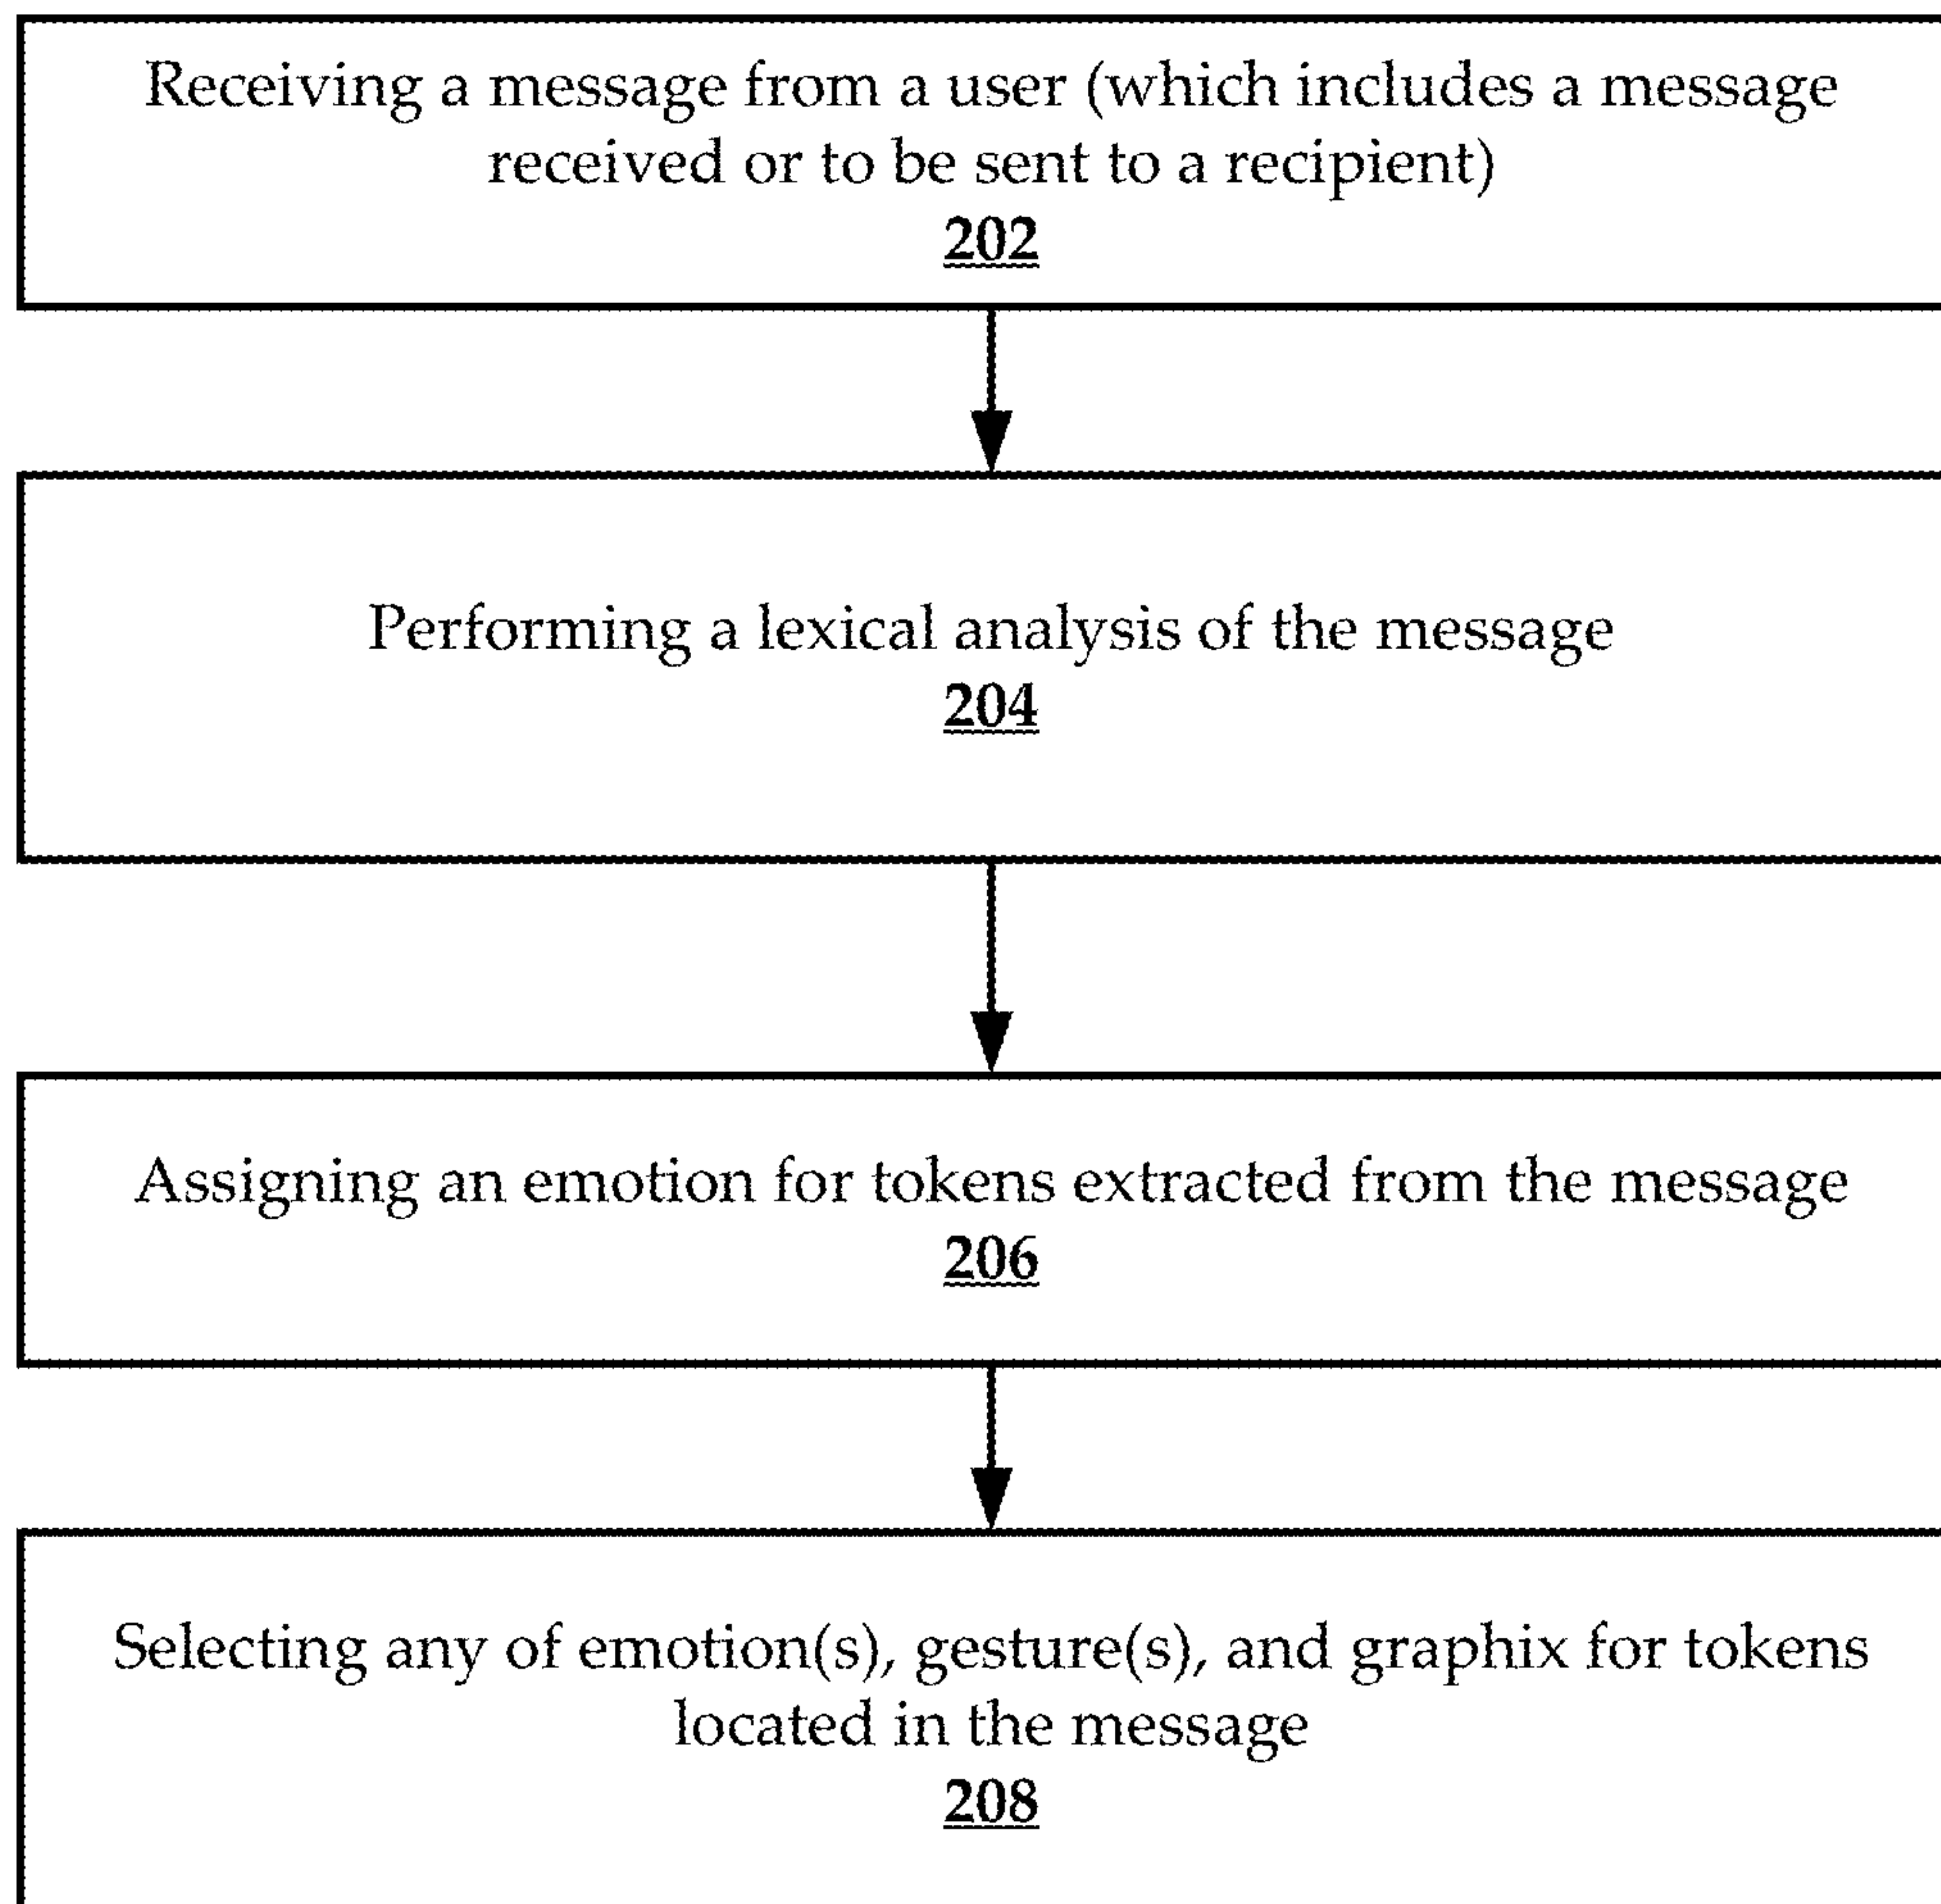 Receiving a message from a user (which includes a message
received or to be sent to a recipient)
202
Performing a lexical analysis of the message
204
Assigning an emotion for tokens extracted from the message
206
Selecting any of emotion(s), gesture(s), and graphix for tokens
located in the message
208